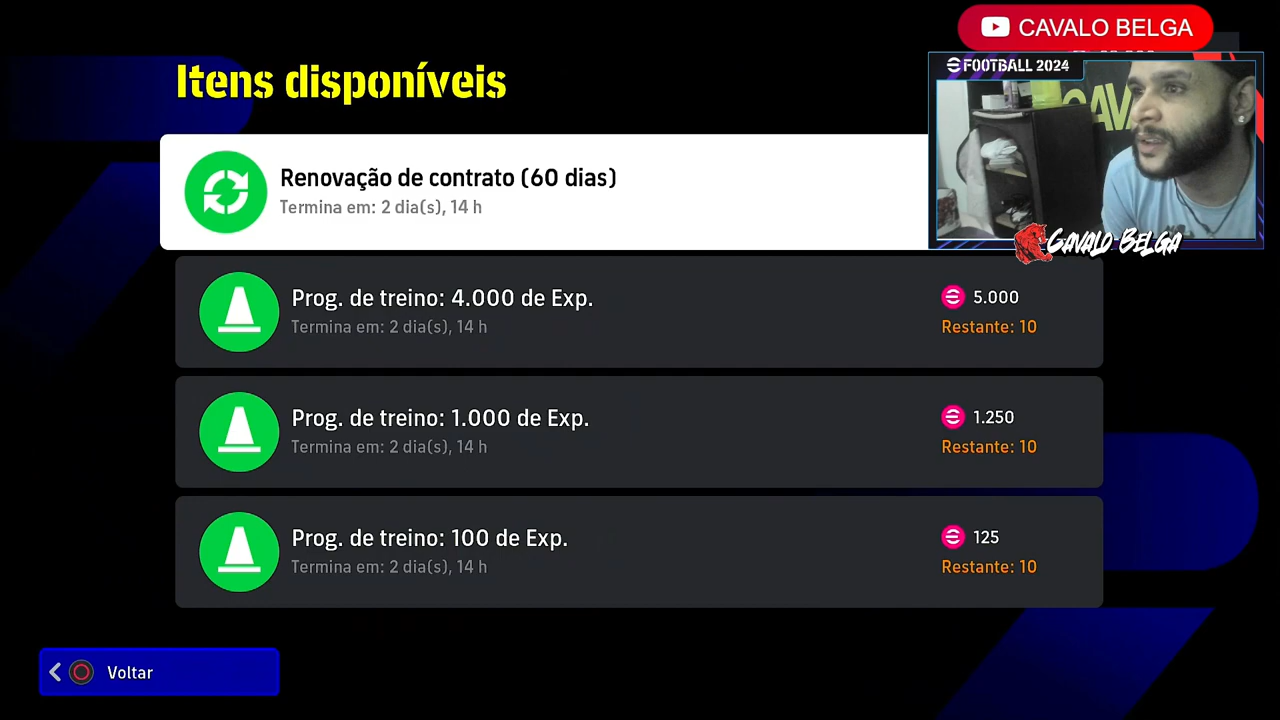 CAVALO BELGA
FOOTBALL 2024
CAVA
CAVALO BELGA
Itens disponíveis
Renovação de contrato (60 dias)
Termina em: 2 dia(s), 14 h
Prog. de treino: 4.000 de Exp.
Termina em: 2 dia(s), 14 h
5.000
Restante: 10
Prog. de treino: 1.000 de Exp.
Termina em: 2 dia(s), 14 h
1.250
Restante: 10
Prog. de treino: 100 de Exp.
Termina em: 2 dia(s), 14 h
125
Restante: 10
Voltar